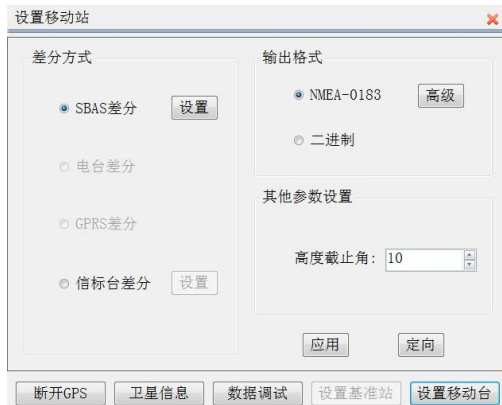 设置移动站
差分方式
SBAS差分
设置
电台差分
GPRS差分
信标台差分
设置
输出格式
NMEA-0183
高级
二进制
其他参数设置
高度截止角:
10
应用
定向
断开GPS
卫星信息
数据调试
设置基准站
设置移动台